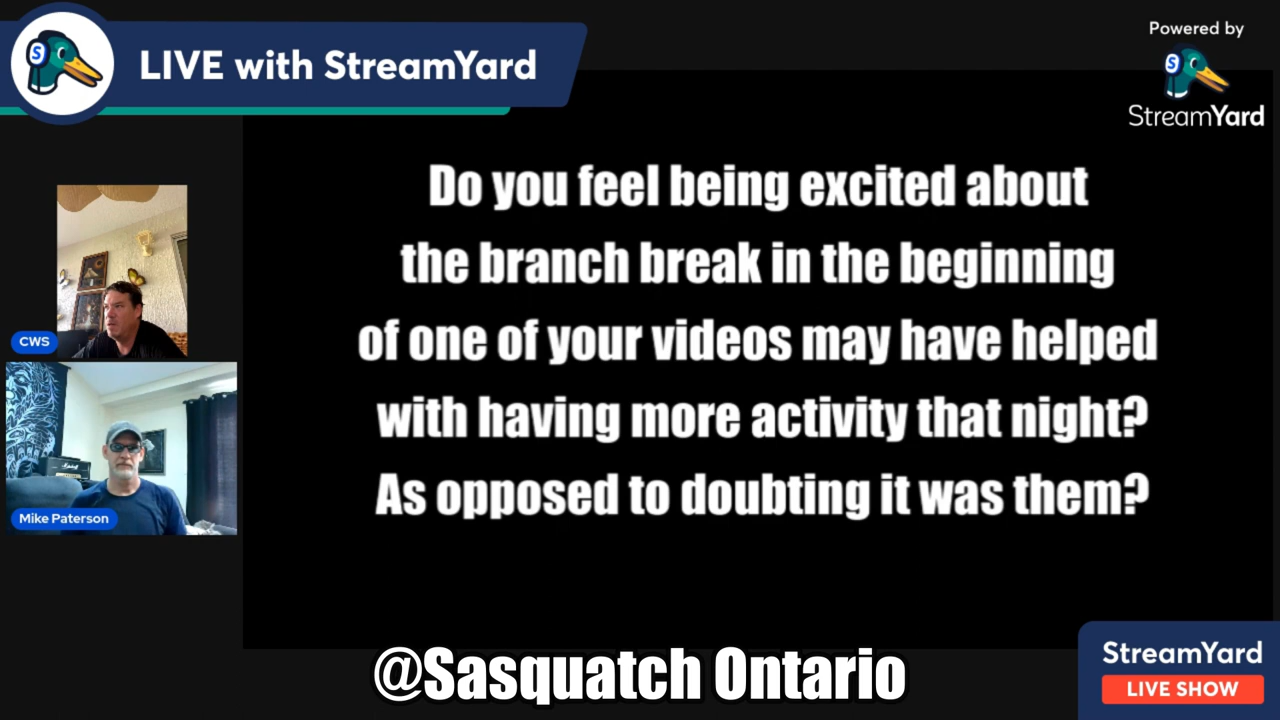 S
LIVE with StreamYard
Powered by
S
StreamYard
Do you feel being excited about
the branch break in the beginning
of one of your videos may have helped
with having more activity that night?
As opposed to doubting it was them?
CWS
Marshall
Mike Paterson
@Sasquatch Ontario
StreamYard
LIVE SHOW